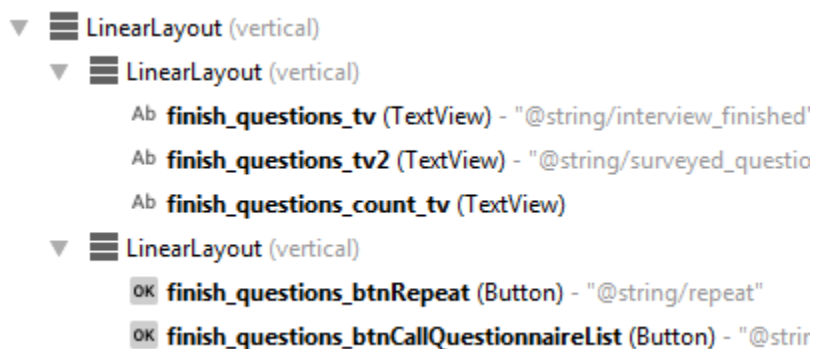 LinearLayout (vertical)
LinearLayout (vertical)
Ab finish_questions_tv (TextView) - "@string/interview_finished"
Ab finish_questions_tv2 (TextView) - "@string/surveyed_questio
Ab finish_questions_count_tv (TextView)
LinearLayout (vertical)
OK finish_questions_btnRepeat (Button) - "@string/repeat"
OK finish_questions_btnCallQuestionnaireList (Button) - "@strin